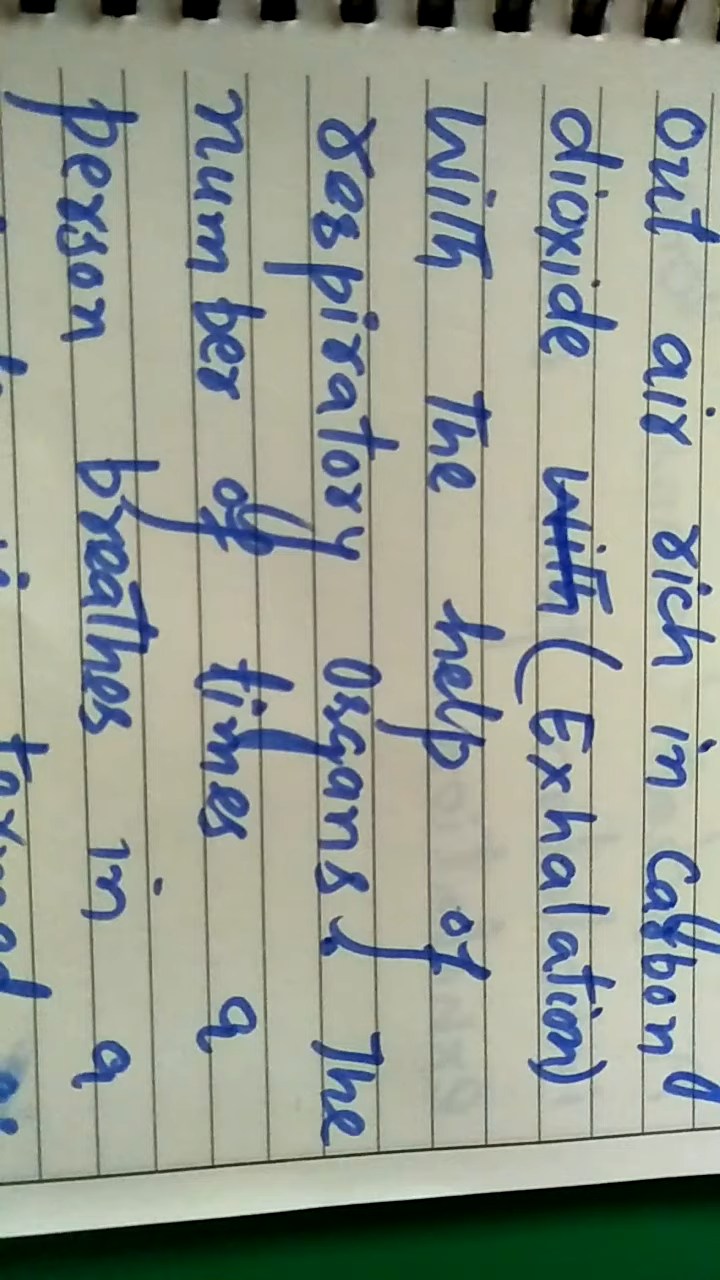 out air rich in Carbon
dioxide with (Exhalation)
with the help of
respiratory organs. The
number of times a
person breathes in a
termed